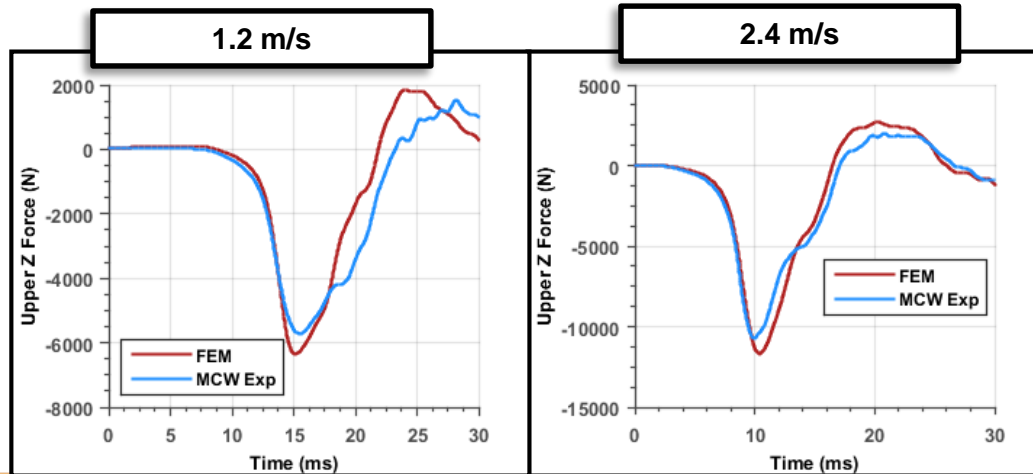 1.2 m/s
2.4 m/s
Upper Z Force (N)
2000
0
-2000
-4000
-6000
-8000
FEM
MCW Exp
0
5
10
15
20
25
30
Time (ms)
Upper Z Force (N)
5000
0
-5000
-10000
-15000
FEM
MCW Exp
0
10
20
30
Time (ms)